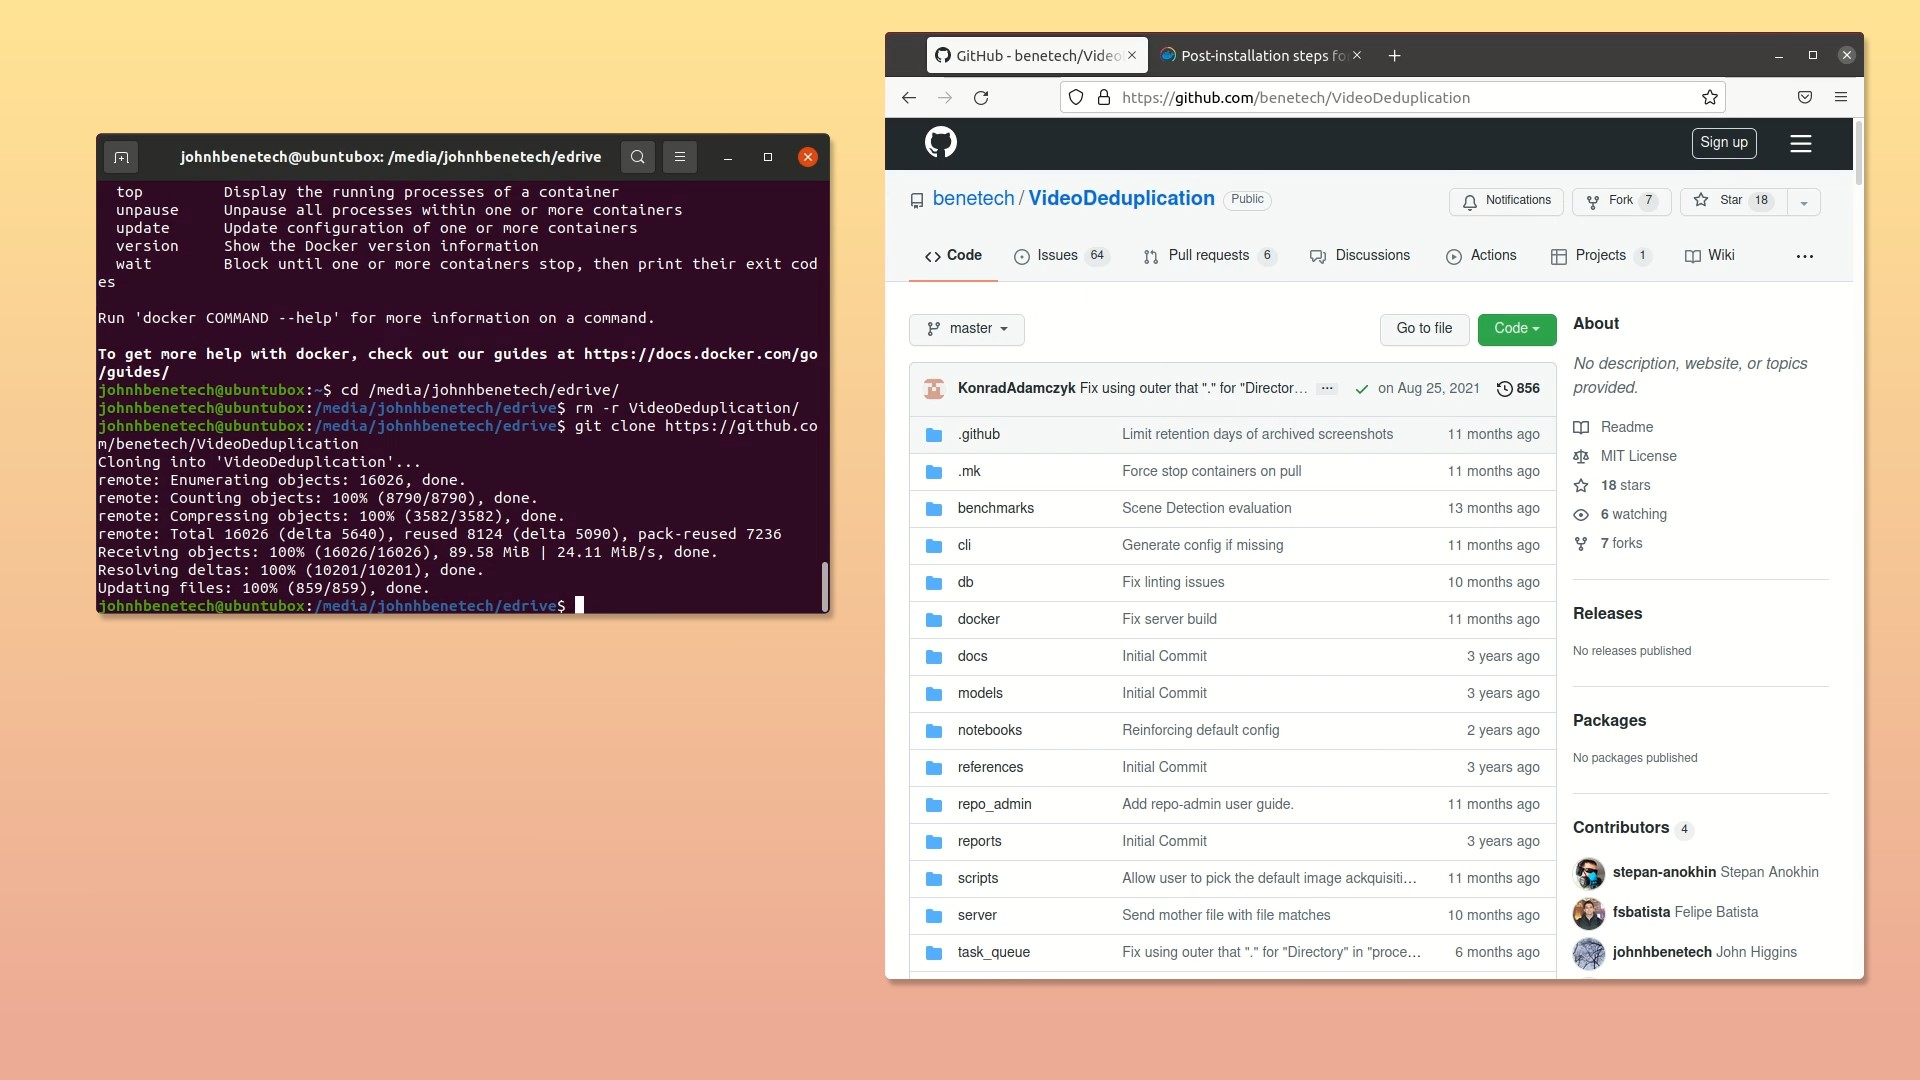 johnhbenetech@ubuntubox: /media/johnhbenetech/edrive
top Display the running processes of a container
unpause Unpause all processes within one or more containers
update Update configuration of one or more containers
version Show the Docker version information
wait Block until one or more containers stop, then print their exit cod
es
Run 'docker COMMAND --help' for more information on a command.
To get more help with docker, check out our guides at https://docs.docker.com/go
/guides/
johnhbenetech@ubuntubox:~$ cd /media/johnhbenetech/edrive/
johnhbenetech@ubuntubox:/media/johnhbenetech/edrive$ rm -r VideoDeduplication/
johnhbenetech@ubuntubox:/media/johnhbenetech/edrive$ git clone https://github.co
m/benetech/VideoDeduplication
Cloning into 'VideoDeduplication'...
remote: Enumerating objects: 16026, done.
remote: Counting objects: 100% (8790/8790), done.
remote: Compressing objects: 100% (3582/3582), done.
remote: Total 16026 (delta 5640), reused 8124 (delta 5090), pack-reused 7236
Receiving objects: 100% (16026/16026), 89.58 MiB | 24.11 MiB/s, done.
Resolving deltas: 100% (10201/10201), done.
Updating files: 100% (859/859), done.
johnhbenetech@ubuntubox:/media/johnhbenetech/edrive$
GitHub - benetech/Video
Post-installation steps fo
https://github.com/benetech/VideoDeduplication
Sign up
benetech / VideoDeduplication Public
Notifications
Fork 7
Star 18
Code
Issues 64
Pull requests 6
Discussions
Actions
Projects 1
Wiki
master
Go to file
Code
KonradAdamczyk Fix using outer that "." for "Director… ... on Aug 25, 2021 856
.github Limit retention days of archived screenshots 11 months ago
.mk Force stop containers on pull 11 months ago
benchmarks Scene Detection evaluation 13 months ago
cli Generate config if missing 11 months ago
db Fix linting issues 10 months ago
docker Fix server build 11 months ago
docs Initial Commit 3 years ago
models Initial Commit 3 years ago
notebooks Reinforcing default config 2 years ago
references Initial Commit 3 years ago
repo_admin Add repo-admin user guide. 11 months ago
reports Initial Commit 3 years ago
scripts Allow user to pick the default image ackquisiti… 11 months ago
server Send mother file with file matches 10 months ago
task_queue Fix using outer that "." for "Directory" in "proce… 6 months ago
About
No description, website, or topics
provided.
Readme
MIT License
18 stars
6 watching
7 forks
Releases
No releases published
Packages
No packages published
Contributors 4
stepan-anokhin Stepan Anokhin
fsbatista Felipe Batista
johnhbenetech John Higgins